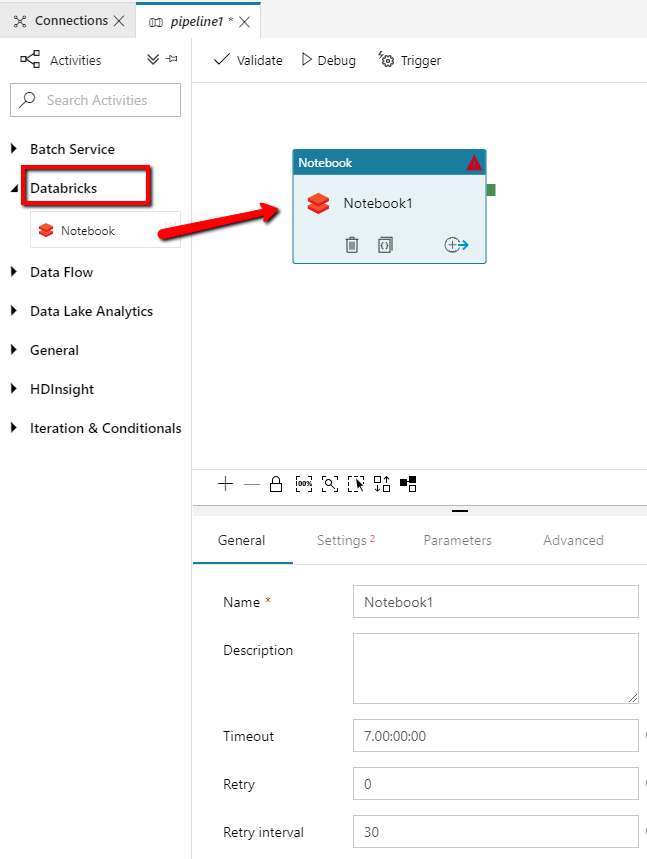 Connections
pipeline1 *
Activities
Validate
Debug
Trigger
Search Activities
Batch Service
Databricks
Notebook
Data Flow
Data Lake Analytics
General
HDInsight
Iteration & Conditionals
Notebook
Notebook1
100%
General
Settings 2
Parameters
Advanced
Name *
Notebook1
Description
Timeout
7.00:00:00
Retry
0
Retry interval
30